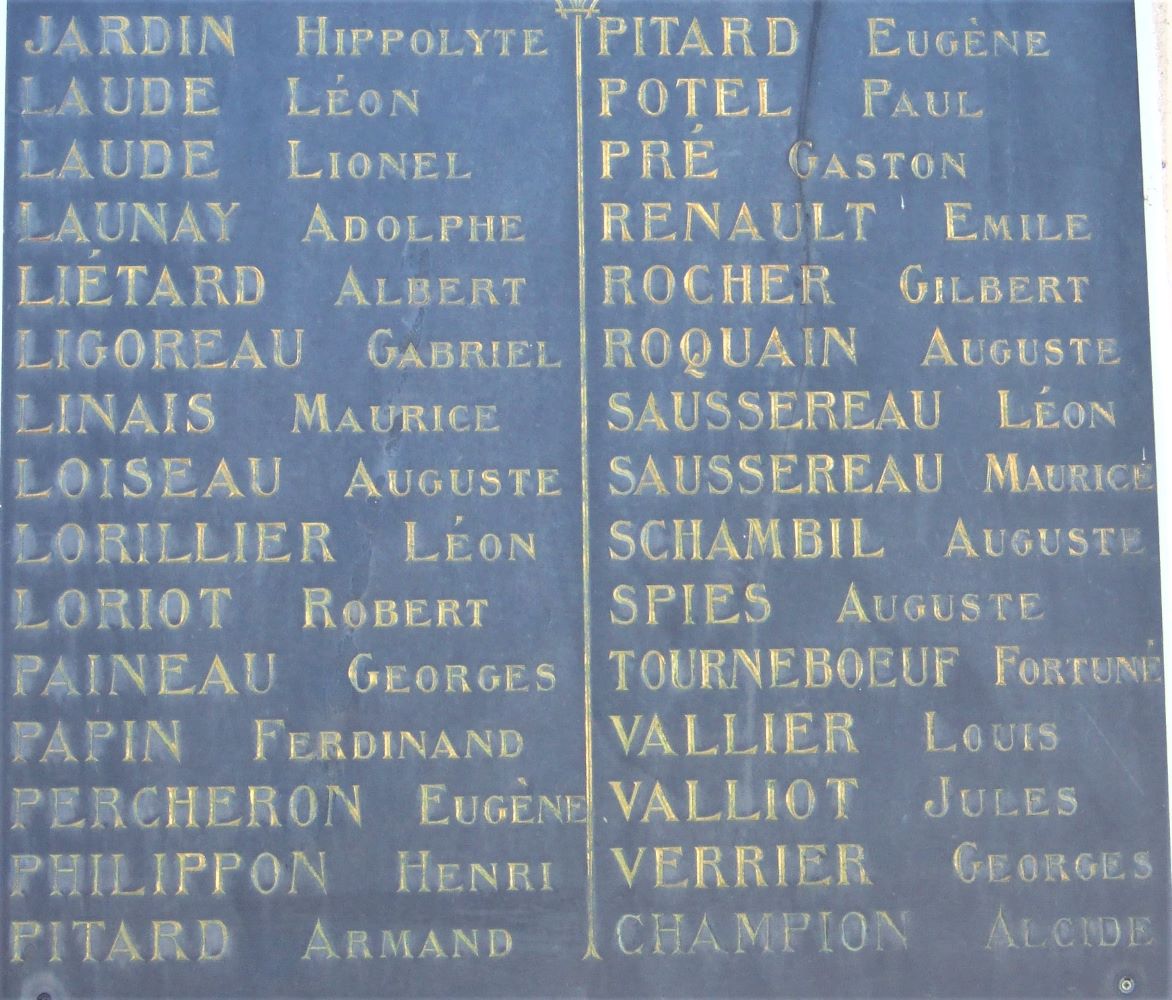 JARDIN Hippolyte
LAUDE Léon
LAUDE Lionel
LAUNAY Adolphe
LIÉTARD Albert
LIGOREAU Gabriel
LINAIS Maurice
LOISEAU Auguste
LORILLIER Léon
LORIOT Robert
PAINEAU Georges
PAPIN Ferdinand
PERCHERON Eugène
PHILIPPON Henri
PITARD Armand
PITARD Eugène
POTEL Paul
PRÉ Gaston
RENAULT Emile
ROCHER Gilbert
ROQUAIN Auguste
SAUSSEREAU Léon
SAUSSEREAU Maurice
SCHAMBIL Auguste
SPIES Auguste
TOURNEBOEUF Fortuné
VALLIER Louis
VALLIOT Jules
VERRIER Georges
CHAMPION Alcide